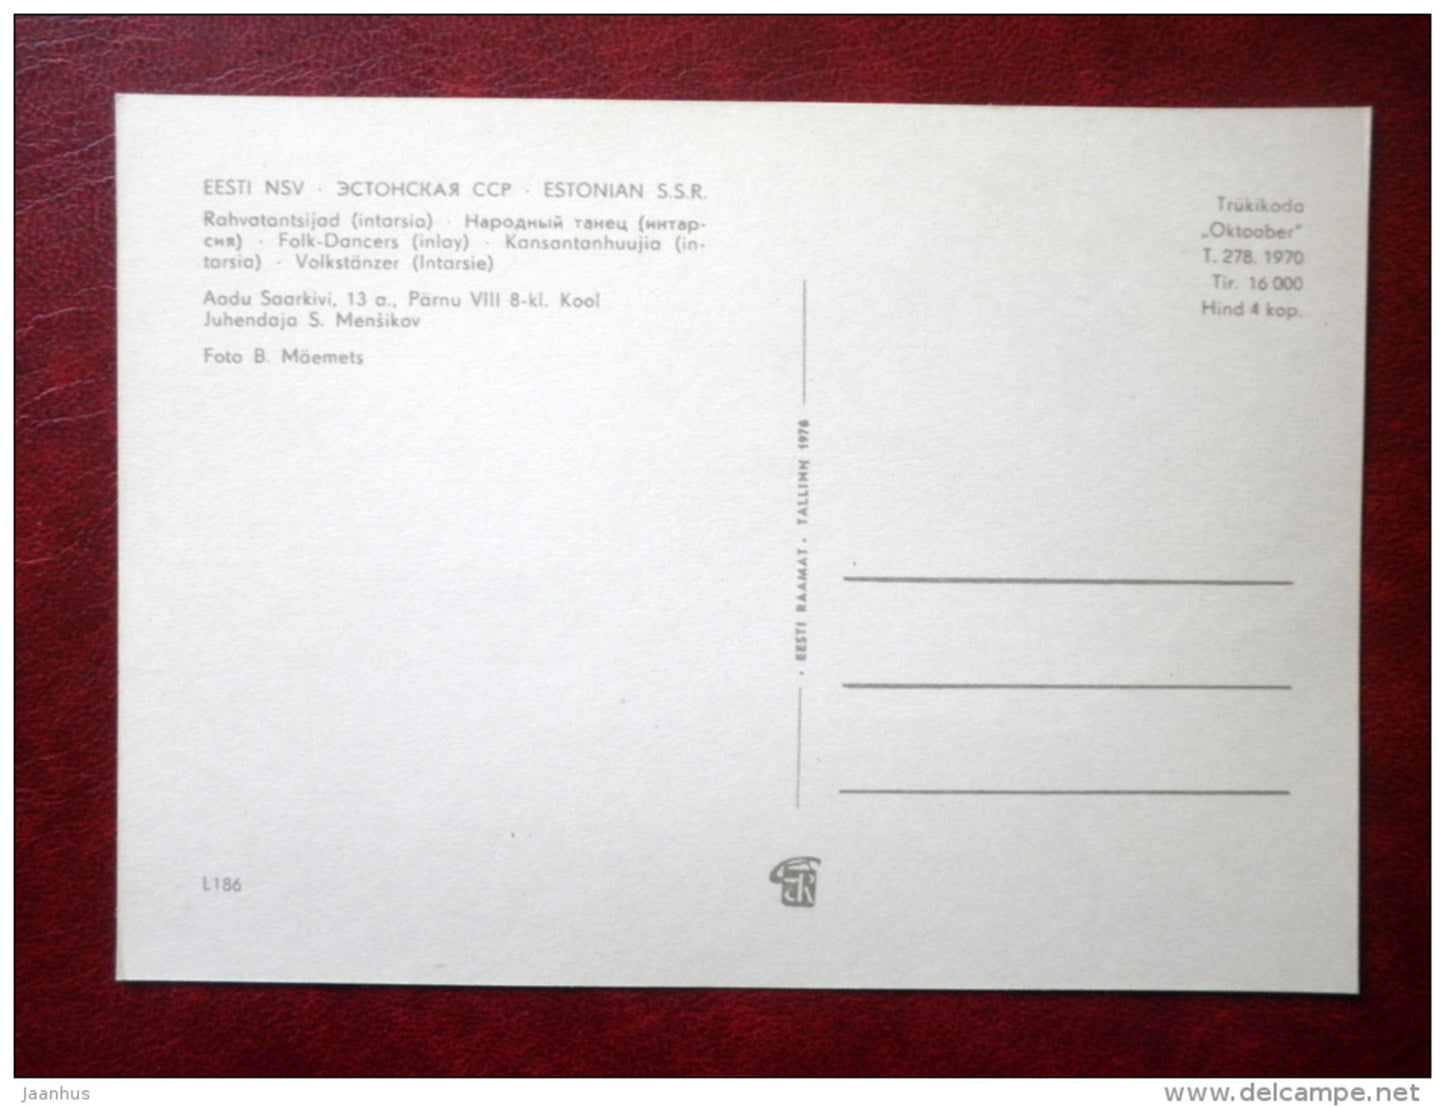 EESTI NSV · ЭСТОНСКАЯ ССР · ESTONIAN S.S.R.
Rahvatantsijad (intarsia) · Народный танец (интар-
сия) · Folk-Dancers (inlay) · Kansantanhuujia (in-
tarsia) · Volkstänzer (Intarsie)
Aadu Saarkivi, 13 a., Pärnu VIII 8-kl. Kool
Juhendaja S. Menšikov
Foto B. Mäemets
L186
· EESTI RAAMAT · TALLINN 1978
Trükikoda
„Oktoober"
T. 278. 1970
Tir. 16 000
Hind 4 kop.
ER
Jaanhus
www.delcampe.net